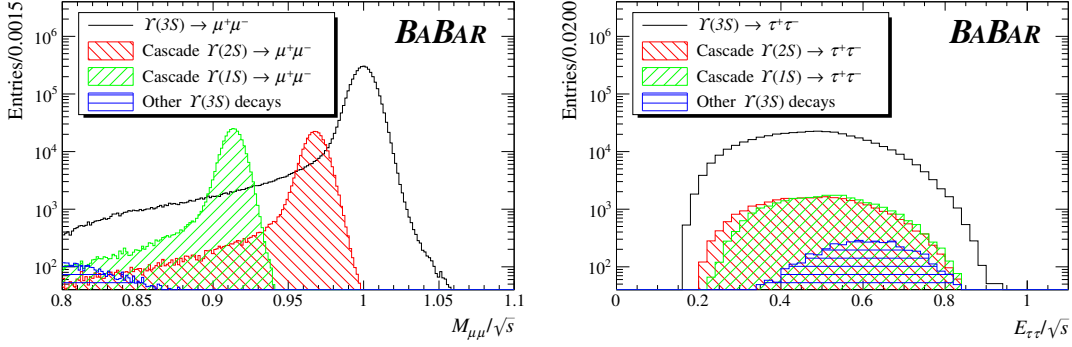 Entries/0.0015
10⁶
10⁵
10⁴
10³
10²
ϒ(3S) → μ⁺μ⁻
Cascade ϒ(2S) → μ⁺μ⁻
Cascade ϒ(1S) → μ⁺μ⁻
Other ϒ(3S) decays
BABAR
0.8 0.85 0.9 0.95 1 1.05 1.1
M_μμ/√s
Entries/0.0200
10⁶
10⁵
10⁴
10³
10²
ϒ(3S) → τ⁺τ⁻
Cascade ϒ(2S) → τ⁺τ⁻
Cascade ϒ(1S) → τ⁺τ⁻
Other ϒ(3S) decays
BABAR
0 0.2 0.4 0.6 0.8 1
E_ττ/√s